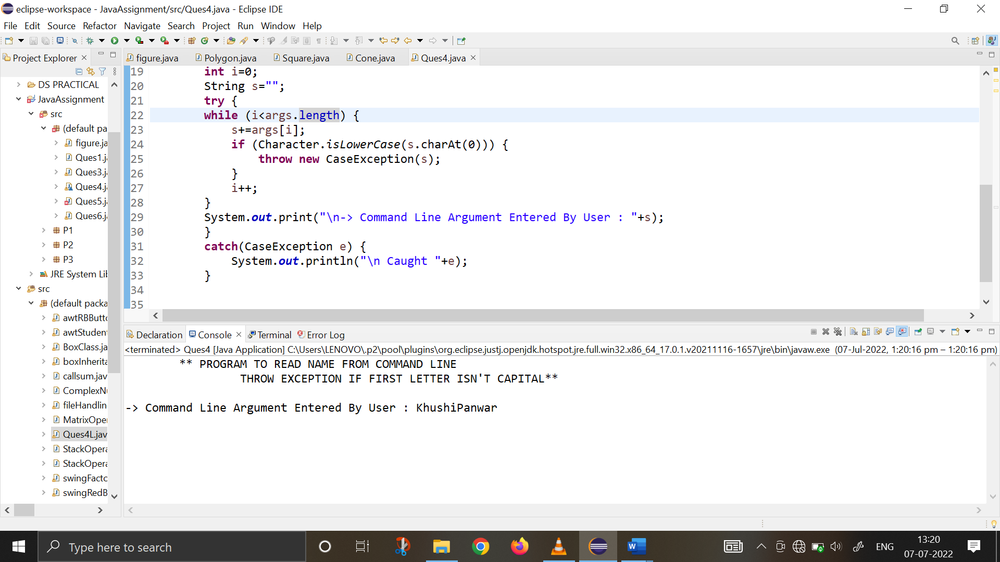 eclipse-workspace - JavaAssignment/src/Ques4.java - Eclipse IDE
File Edit Source Refactor Navigate Search Project Run Window Help
Project Explorer
DS PRACTICAL
JavaAssignment
src
(default pa
figure.ja
Ques1.j
Ques3.j
Ques4.j
Ques5.j
Ques6.j
P1
P2
P3
JRE System Lib
src
(default packa
awtRBButto
awtStudent
BoxClass.ja
boxInherita
callsum.jav
ComplexNu
fileHandlin
MatrixOper
Ques4L.jav
StackOpera
StackOpera
swingFacto
swingRedB
figure.java Polygon.java Square.java Cone.java Ques4.java
19 int i=0;
20 String s="";
21 try {
22 while (i<args.length) {
23 s+=args[i];
24 if (Character.isLowerCase(s.charAt(0))) {
25 throw new CaseException(s);
26 }
27 i++;
28 }
29 System.out.print("\n-> Command Line Argument Entered By User : "+s);
30 }
31 catch(CaseException e) {
32 System.out.println("\n Caught "+e);
33 }
34
35
Declaration Console Terminal Error Log
<terminated> Ques4 [Java Application] C:\Users\LENOVO\.p2\pool\plugins\org.eclipse.justj.openjdk.hotspot.jre.full.win32.x86_64_17.0.1.v20211116-1657\jre\bin\javaw.exe (07-Jul-2022, 1:20:16 pm – 1:20:16 pm)
** PROGRAM TO READ NAME FROM COMMAND LINE
THROW EXCEPTION IF FIRST LETTER ISN'T CAPITAL**
-> Command Line Argument Entered By User : KhushiPanwar
Type here to search
W
ENG
13:20
07-07-2022